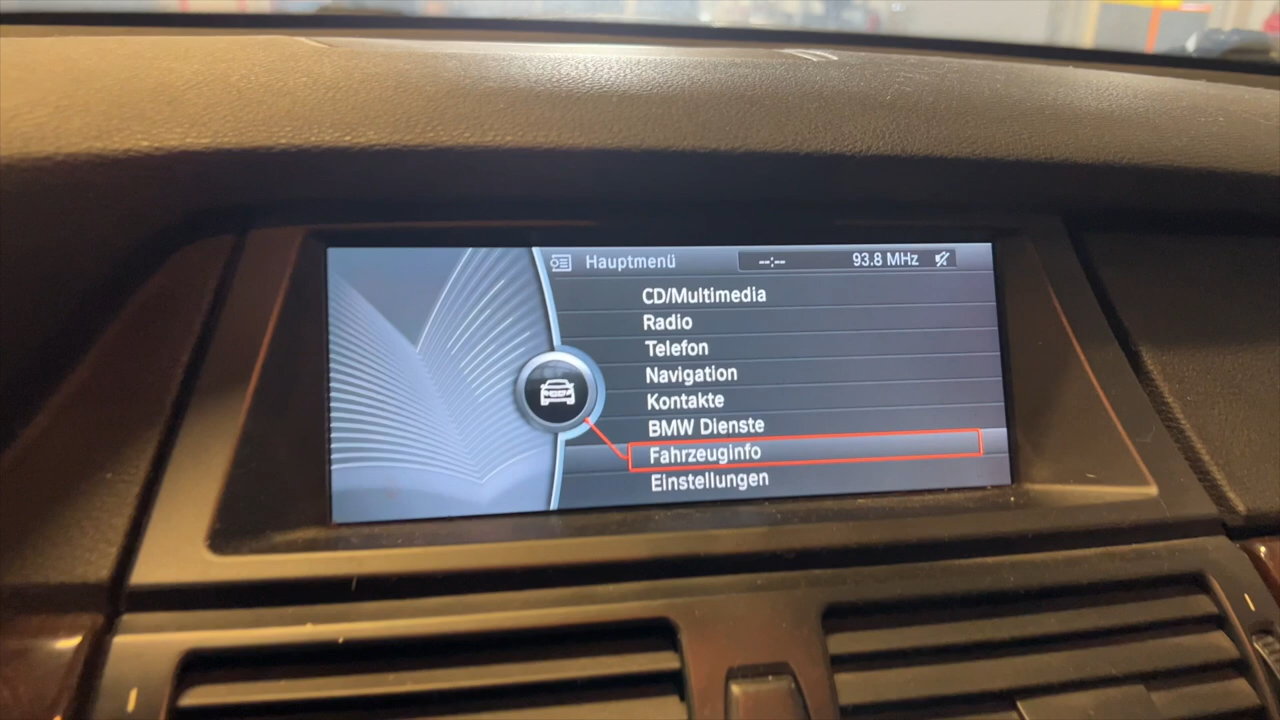 Hauptmenü --:-- 93.8 MHz
CD/Multimedia
Radio
Telefon
Navigation
Kontakte
BMW Dienste
Fahrzeuginfo
Einstellungen